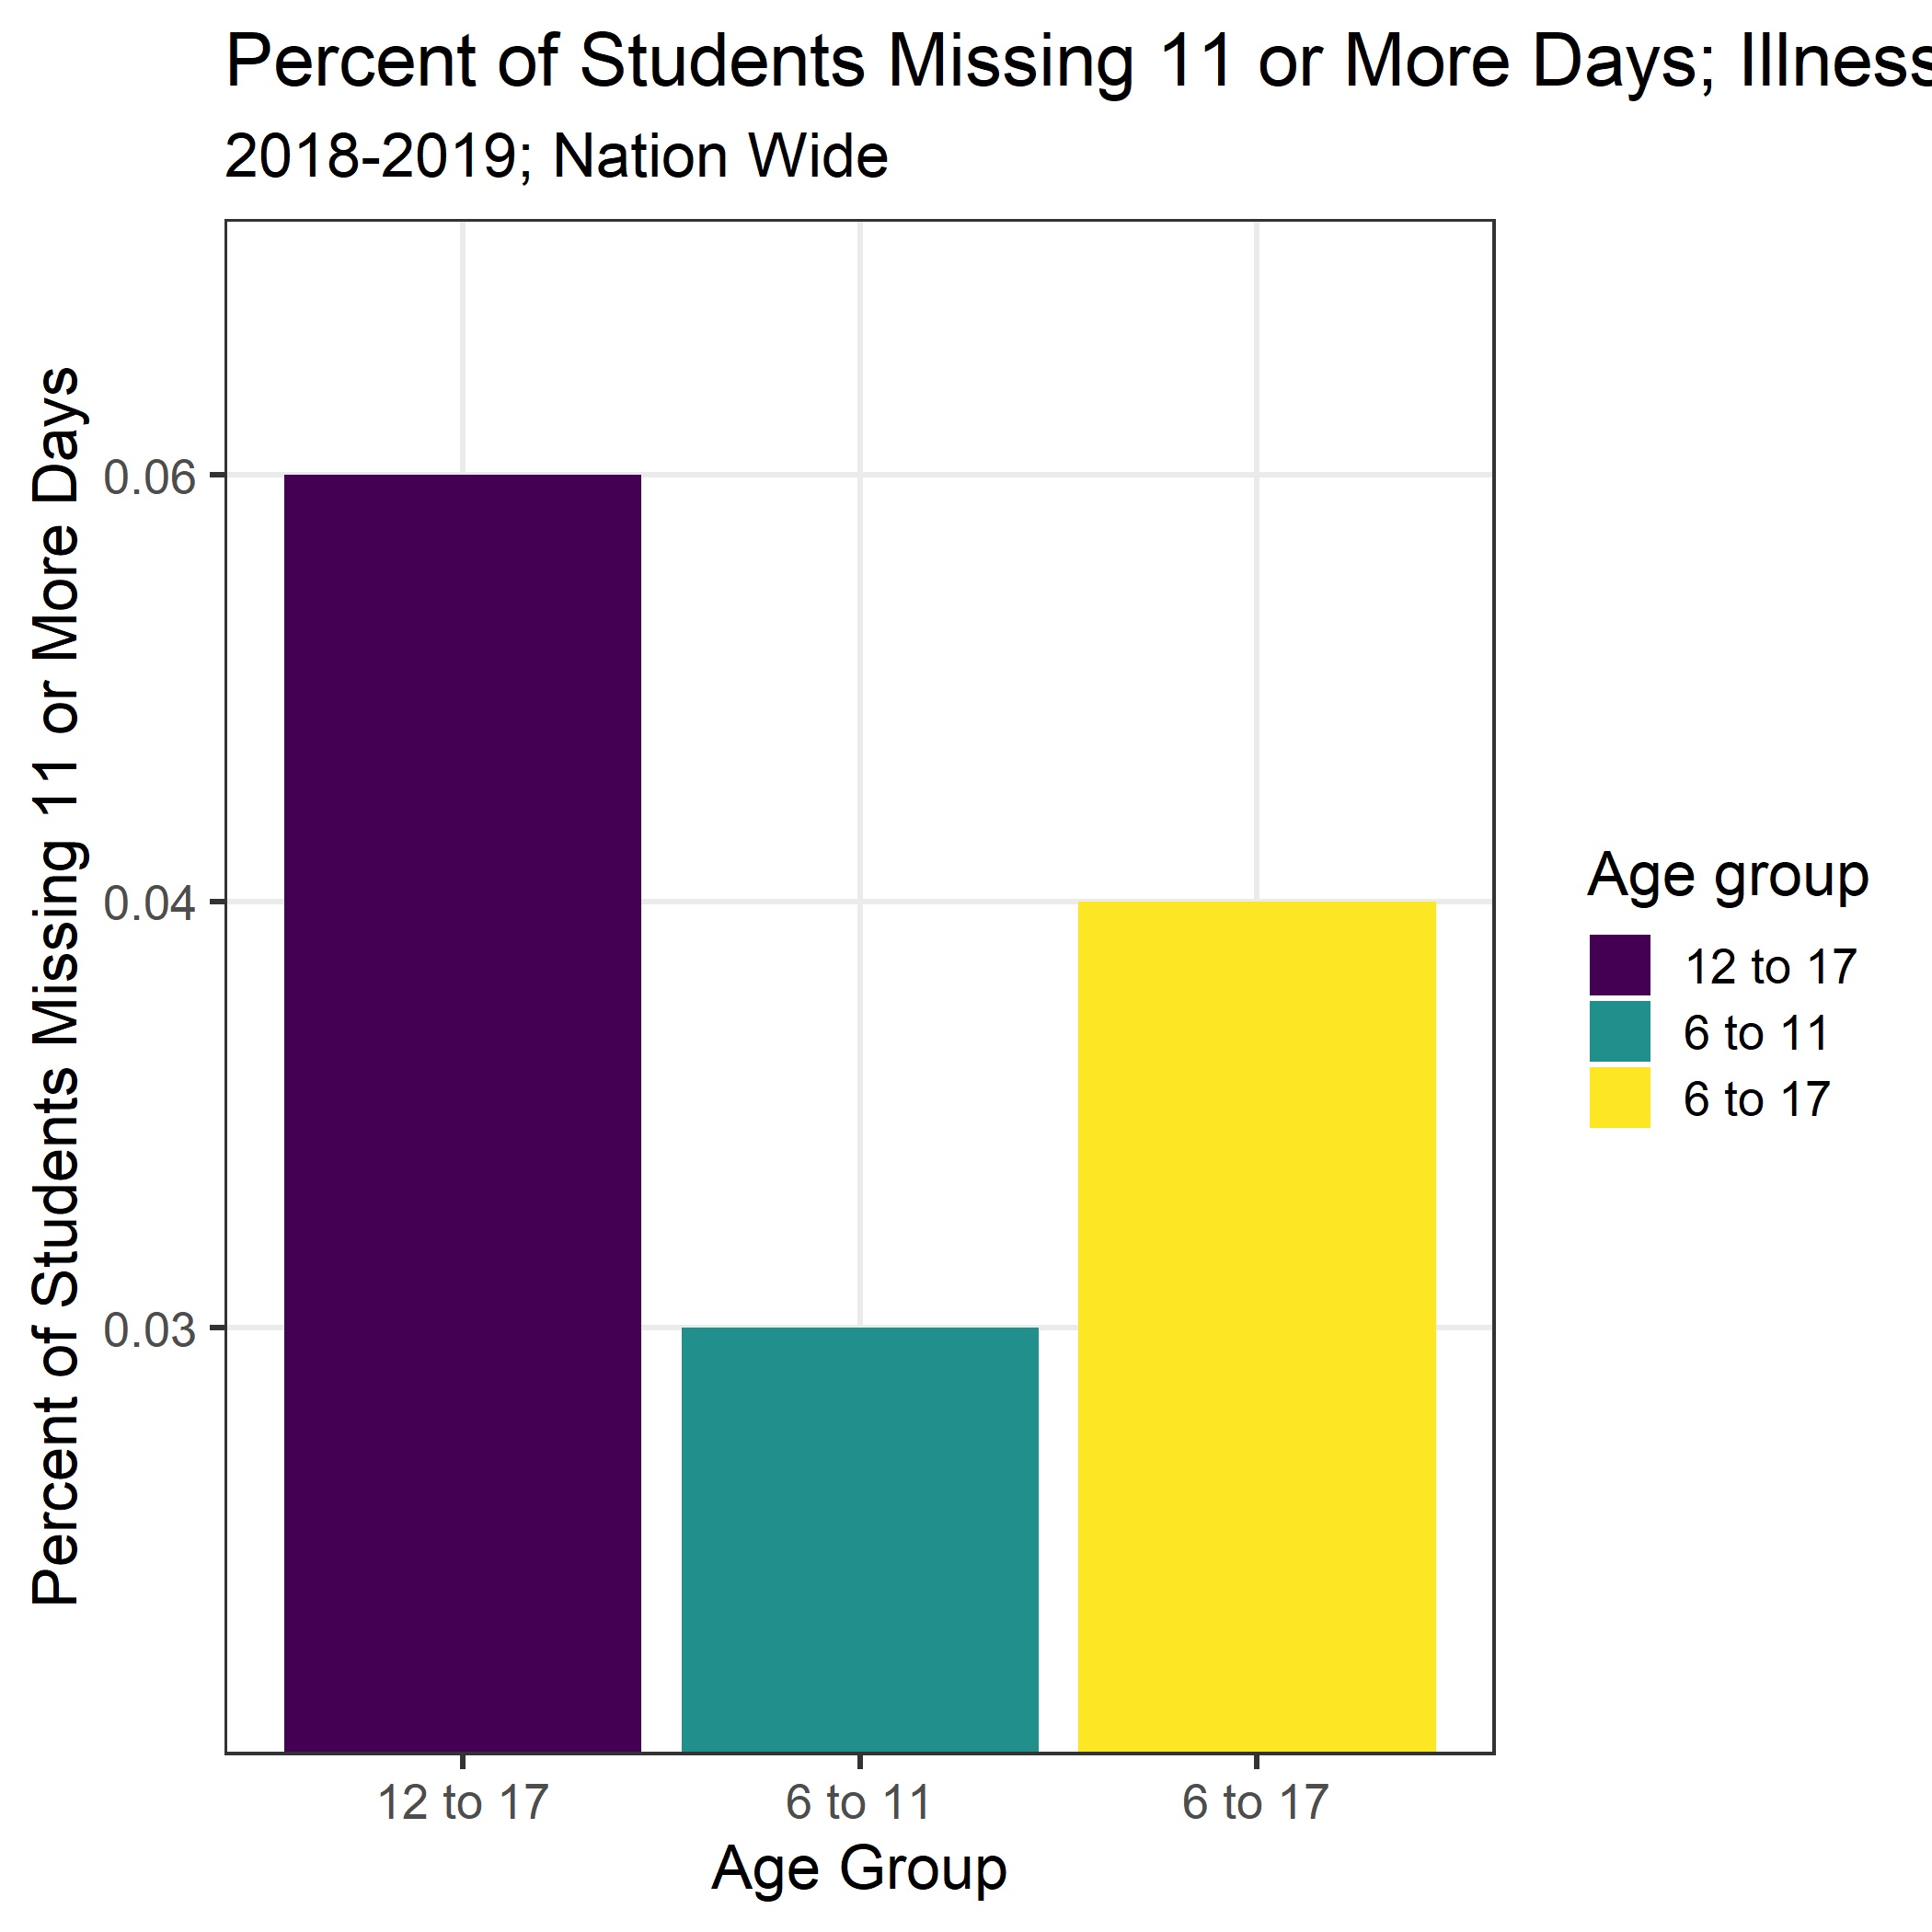 Percent of Students Missing 11 or More Days; Illness
2018-2019; Nation Wide
Percent of Students Missing 11 or More Days
0.06
0.04
0.03
12 to 17
6 to 11
6 to 17
Age Group
Age group
12 to 17
6 to 11
6 to 17